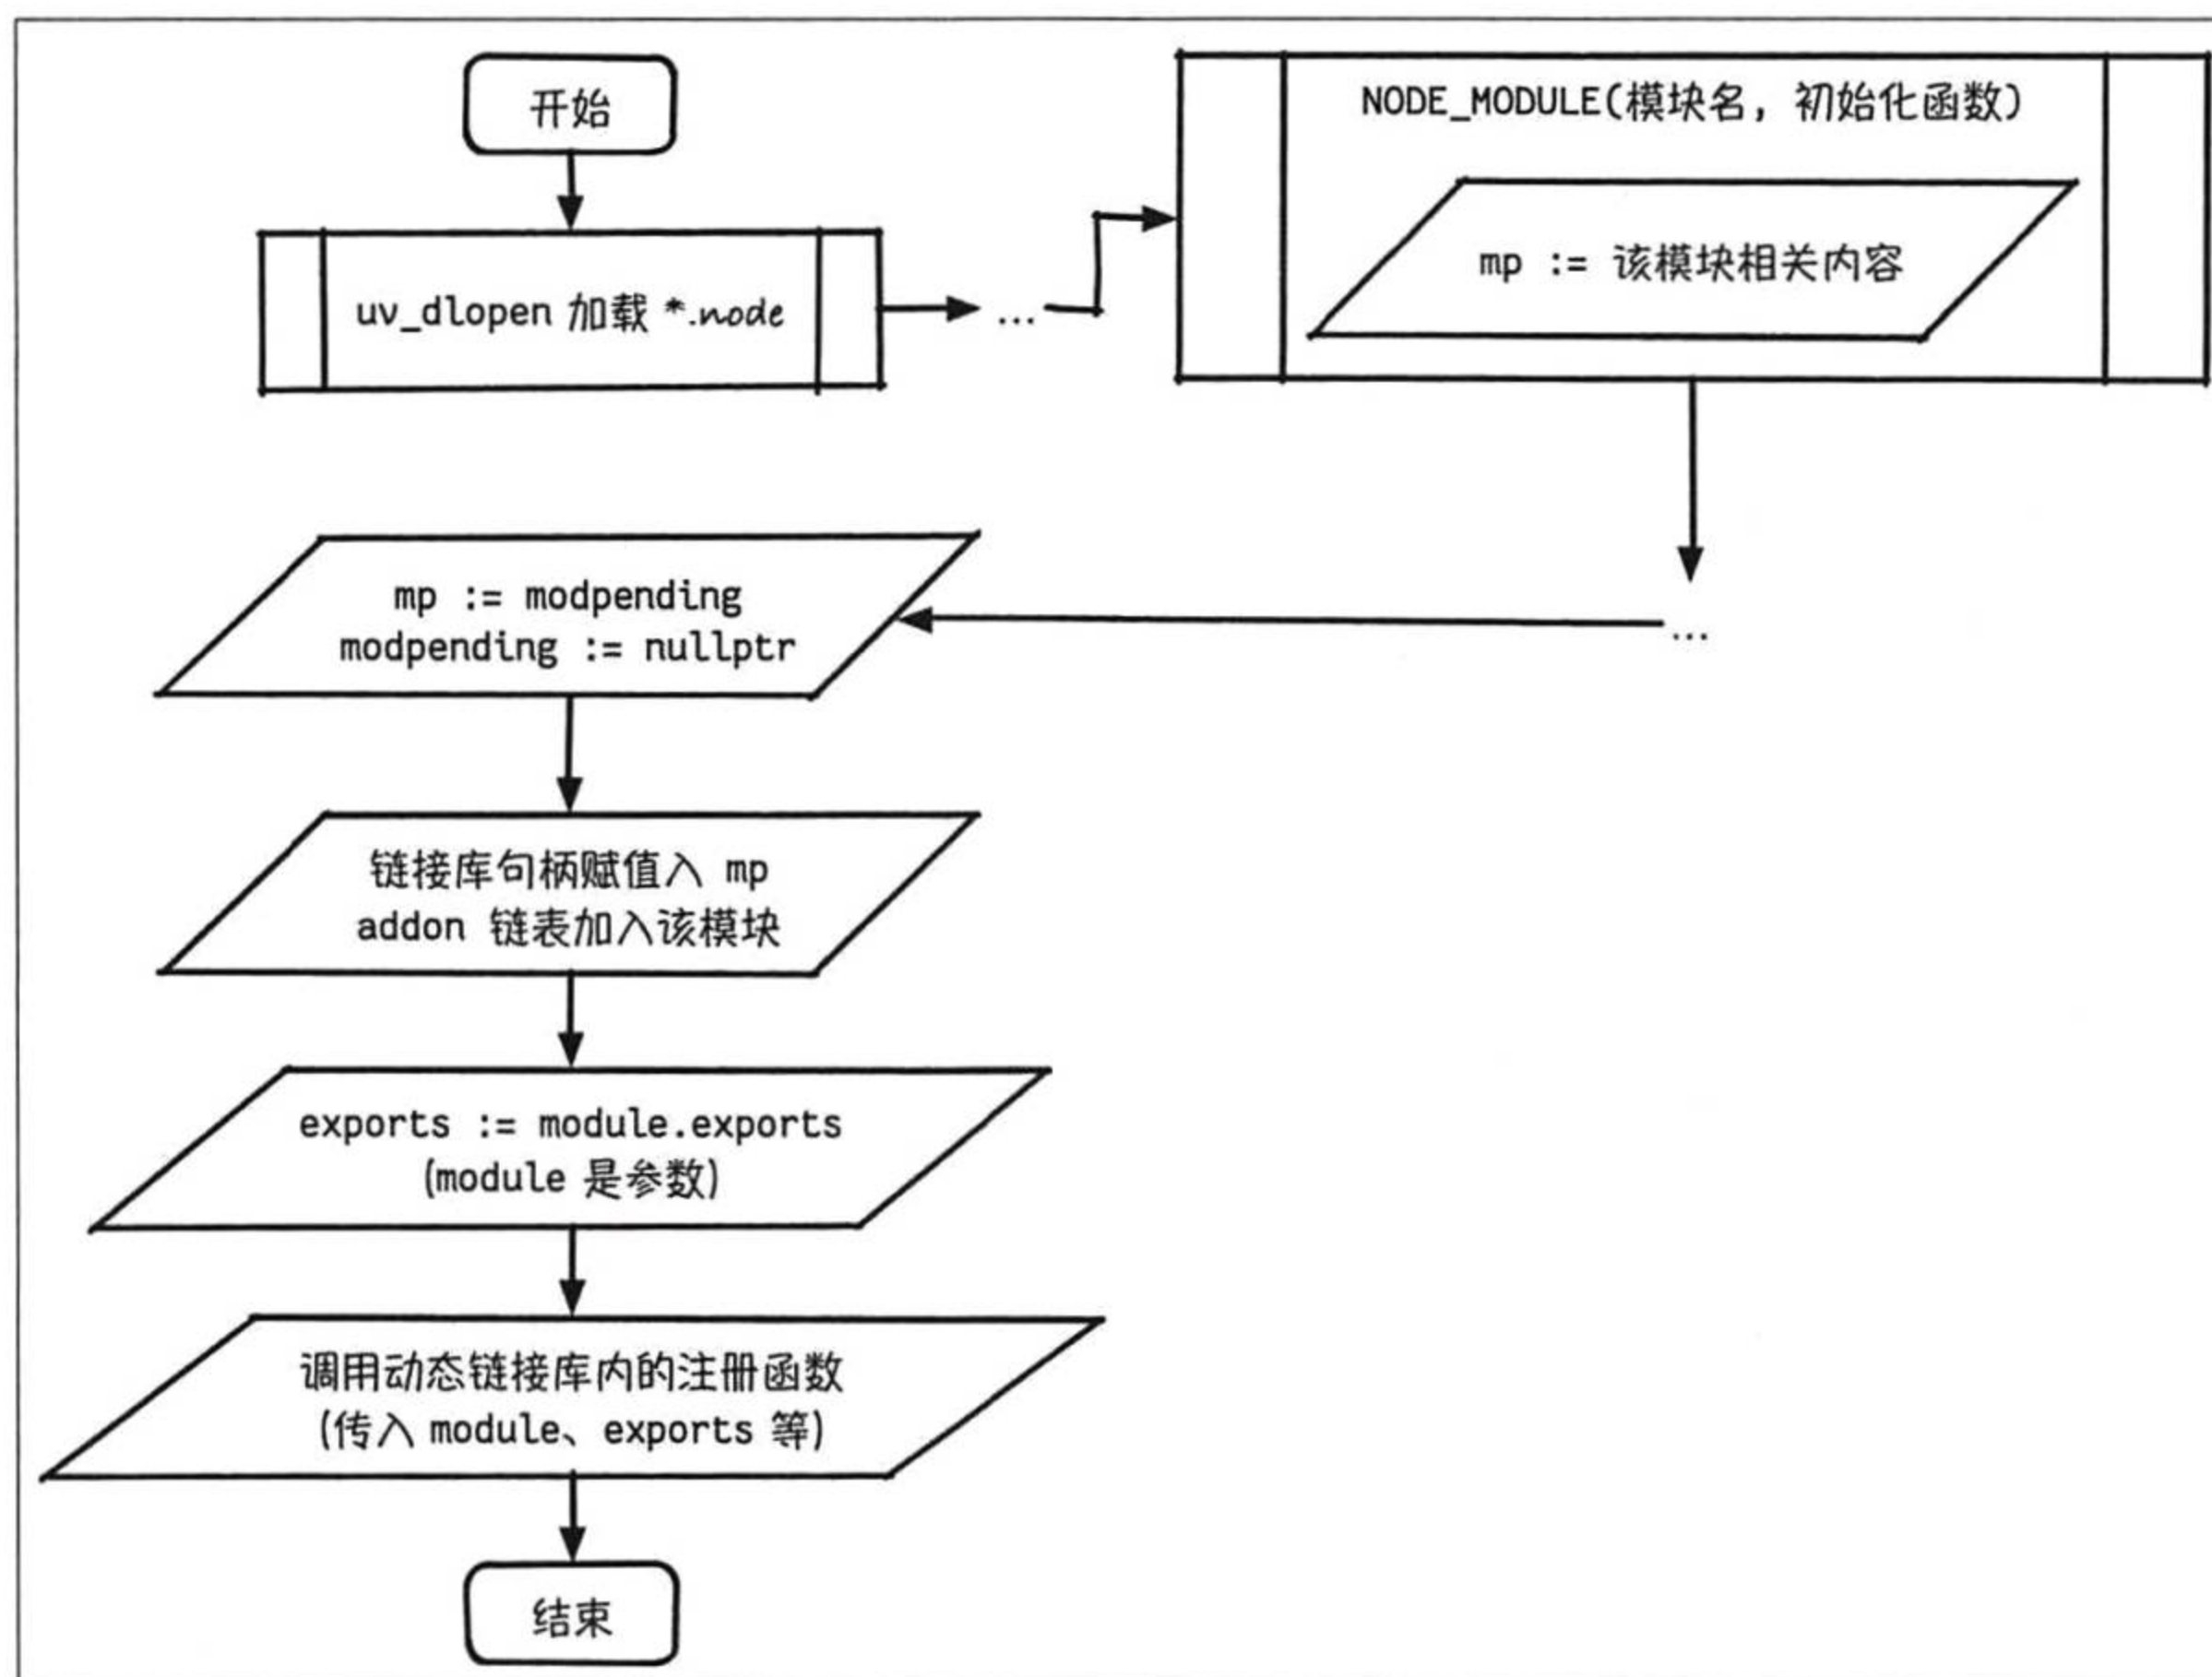 开始
uv_dlopen 加载 *.node
...
NODE_MODULE(模块名, 初始化函数)
mp := 该模块相关内容
...
mp := modpending
modpending := nullptr
链接库句柄赋值入 mp
addon 链表加入该模块
exports := module.exports
(module 是参数)
调用动态链接库内的注册函数
(传入 module、exports 等)
结束